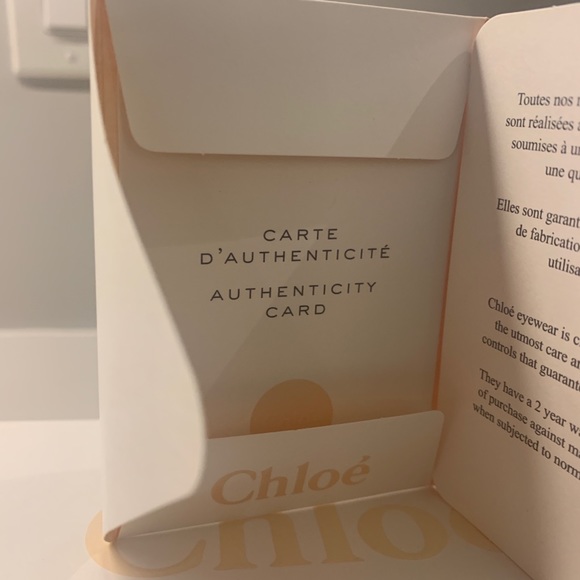 CARTE
D'AUTHENTICITÉ
AUTHENTICITY
CARD
Chloé
Chloé
Toutes nos
sont réalisées
soumises à
une
Elles sont
de
Chloé eyewear is
the utmost care
controls that
They have a 2 year
of purchase against
when subjected to